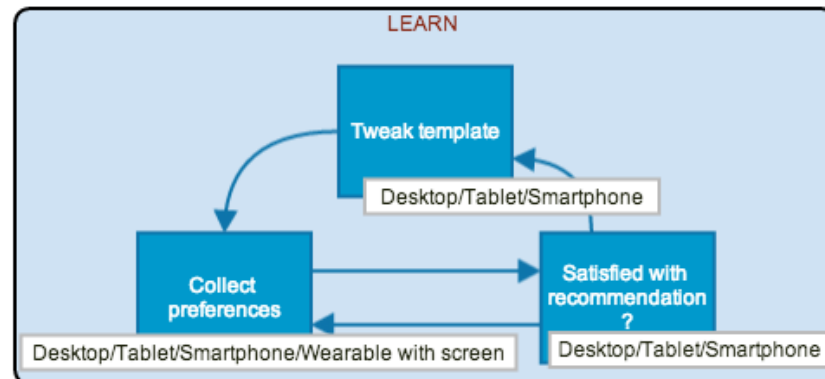 LEARN
Tweak template
Desktop/Tablet/Smartphone
Collect
preferences
Desktop/Tablet/Smartphone/Wearable with screen
Satisfied with
recommendation
?
Desktop/Tablet/Smartphone